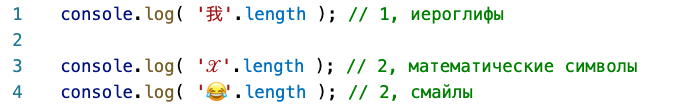 1 console.log( '我'.length ); // 1, иероглифы
2
3 console.log( '𝒳'.length ); // 2, математические символы
4 console.log( '😂'.length ); // 2, смайлы